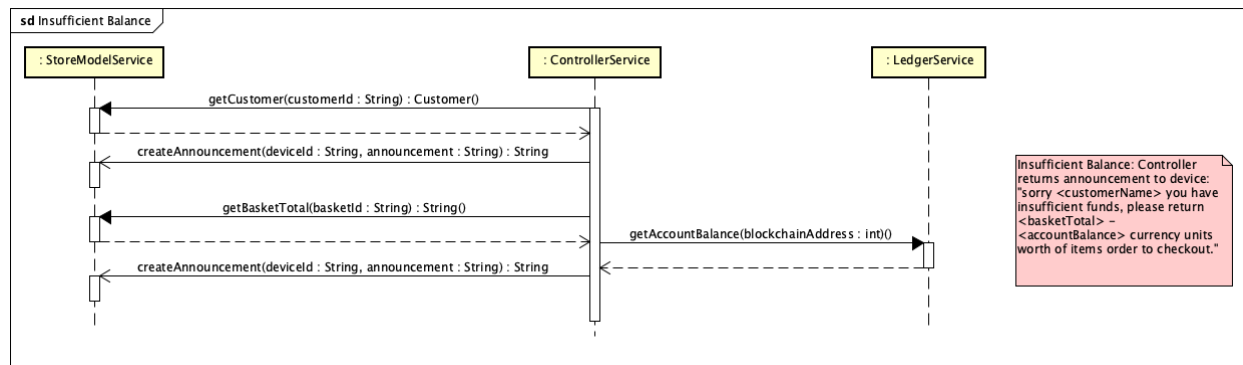 sd Insufficient Balance
: StoreModelService
: ControllerService
: LedgerService
getCustomer(customerId : String) : Customer()
createAnnouncement(deviceId : String, announcement : String) : String
getBasketTotal(basketId : String) : String()
getAccountBalance(blockchainAddress : int)()
createAnnouncement(deviceId : String, announcement : String) : String
Insufficient Balance: Controller
returns announcement to device:
"sorry <customerName> you have
insufficient funds, please return
<basketTotal> -
<accountBalance> currency units
worth of items order to checkout."